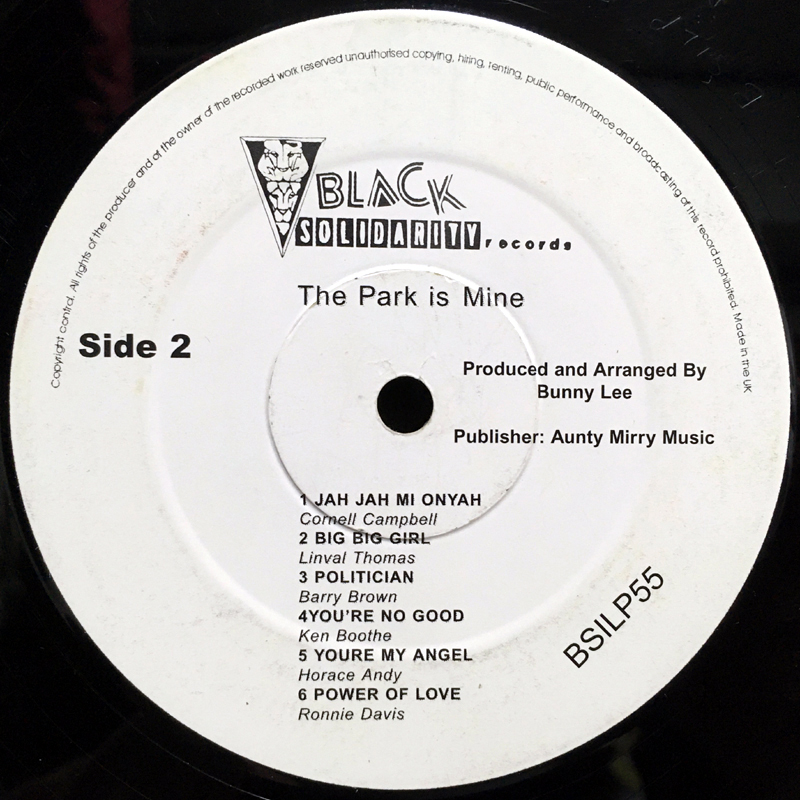 Copyright control. All rights of the producer and of the owner of the recorded work reserved unauthorised copying, hiring, renting, public performance and broadcasting of this record prohibited. Made in the UK
BLACK
SOLIDARITY records
The Park is Mine
Side 2
Produced and Arranged By
Bunny Lee
Publisher: Aunty Mirry Music
1 JAH JAH MI ONYAH
Cornell Campbell
2 BIG BIG GIRL
Linval Thomas
3 POLITICIAN
Barry Brown
4YOU'RE NO GOOD
Ken Boothe
5 YOURE MY ANGEL
Horace Andy
6 POWER OF LOVE
Ronnie Davis
BSILP55